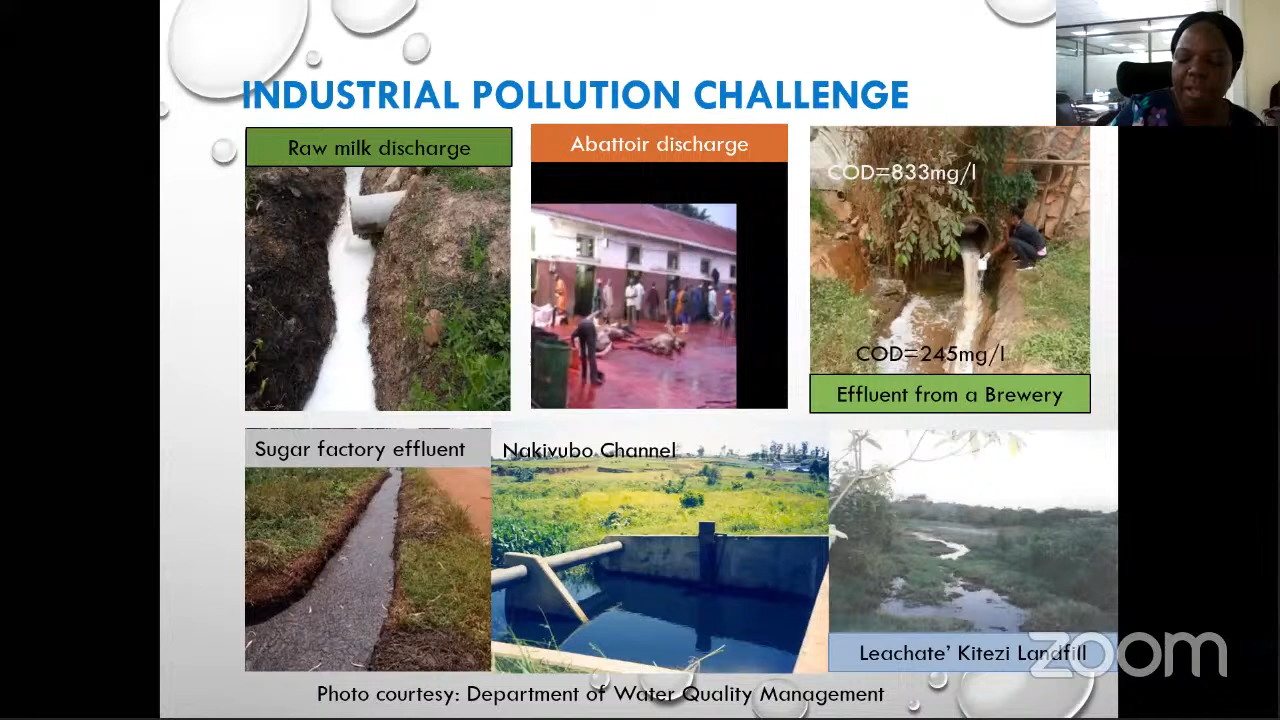 INDUSTRIAL POLLUTION CHALLENGE
Raw milk discharge
Abattoir discharge
COD=833mg/l
COD=245mg/l
Effluent from a Brewery
Sugar factory effluent
Nakivubo Channel
Leachate’ Kitezi Landfill
zoom
Photo courtesy: Department of Water Quality Management